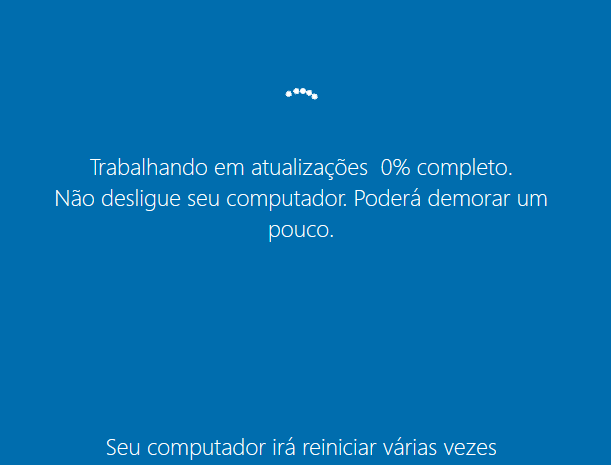 Trabalhando em atualizações  0% completo.
Não desligue seu computador. Poderá demorar um
pouco.
Seu computador irá reiniciar várias vezes